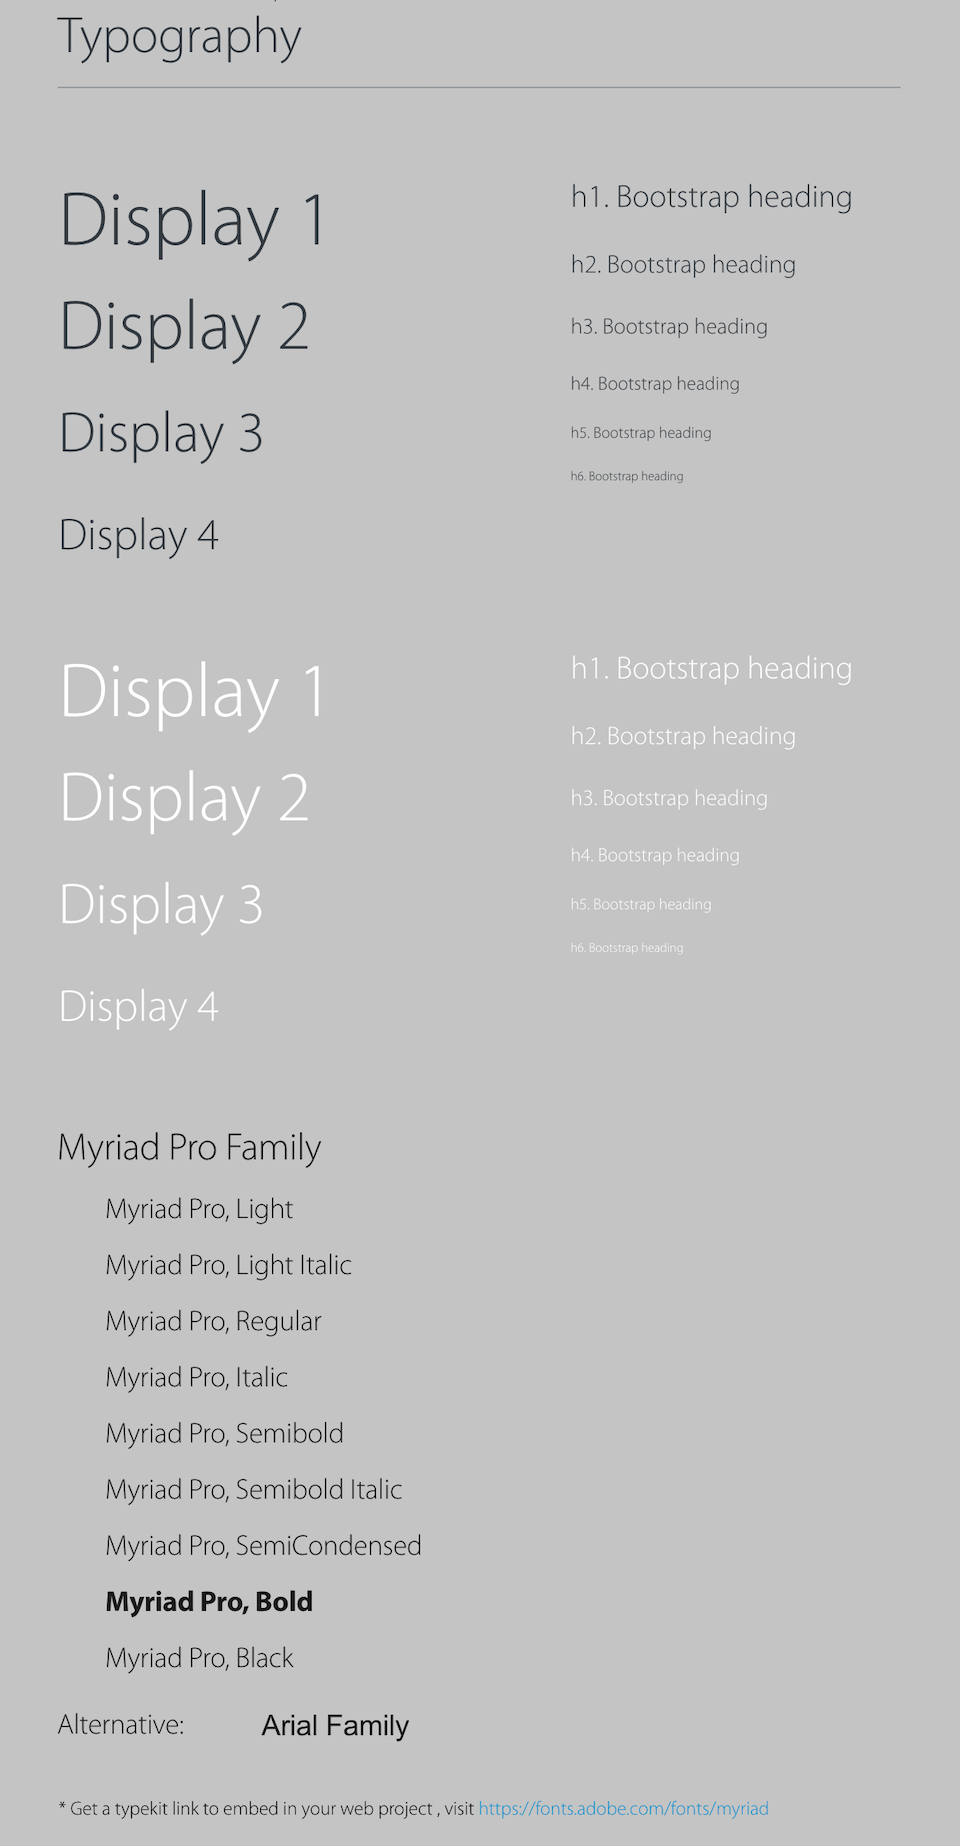 Typography
Display 1
Display 2
Display 3
Display 4
h1. Bootstrap heading
h2. Bootstrap heading
h3. Bootstrap heading
h4. Bootstrap heading
h5. Bootstrap heading
h6. Bootstrap heading
Display 1
Display 2
Display 3
Display 4
h1. Bootstrap heading
h2. Bootstrap heading
h3. Bootstrap heading
h4. Bootstrap heading
h5. Bootstrap heading
h6. Bootstrap heading
Myriad Pro Family
Myriad Pro, Light
Myriad Pro, Light Italic
Myriad Pro, Regular
Myriad Pro, Italic
Myriad Pro, Semibold
Myriad Pro, Semibold Italic
Myriad Pro, SemiCondensed
Myriad Pro, Bold
Myriad Pro, Black
Alternative: Arial Family
* Get a typekit link to embed in your web project , visit https://fonts.adobe.com/fonts/myriad